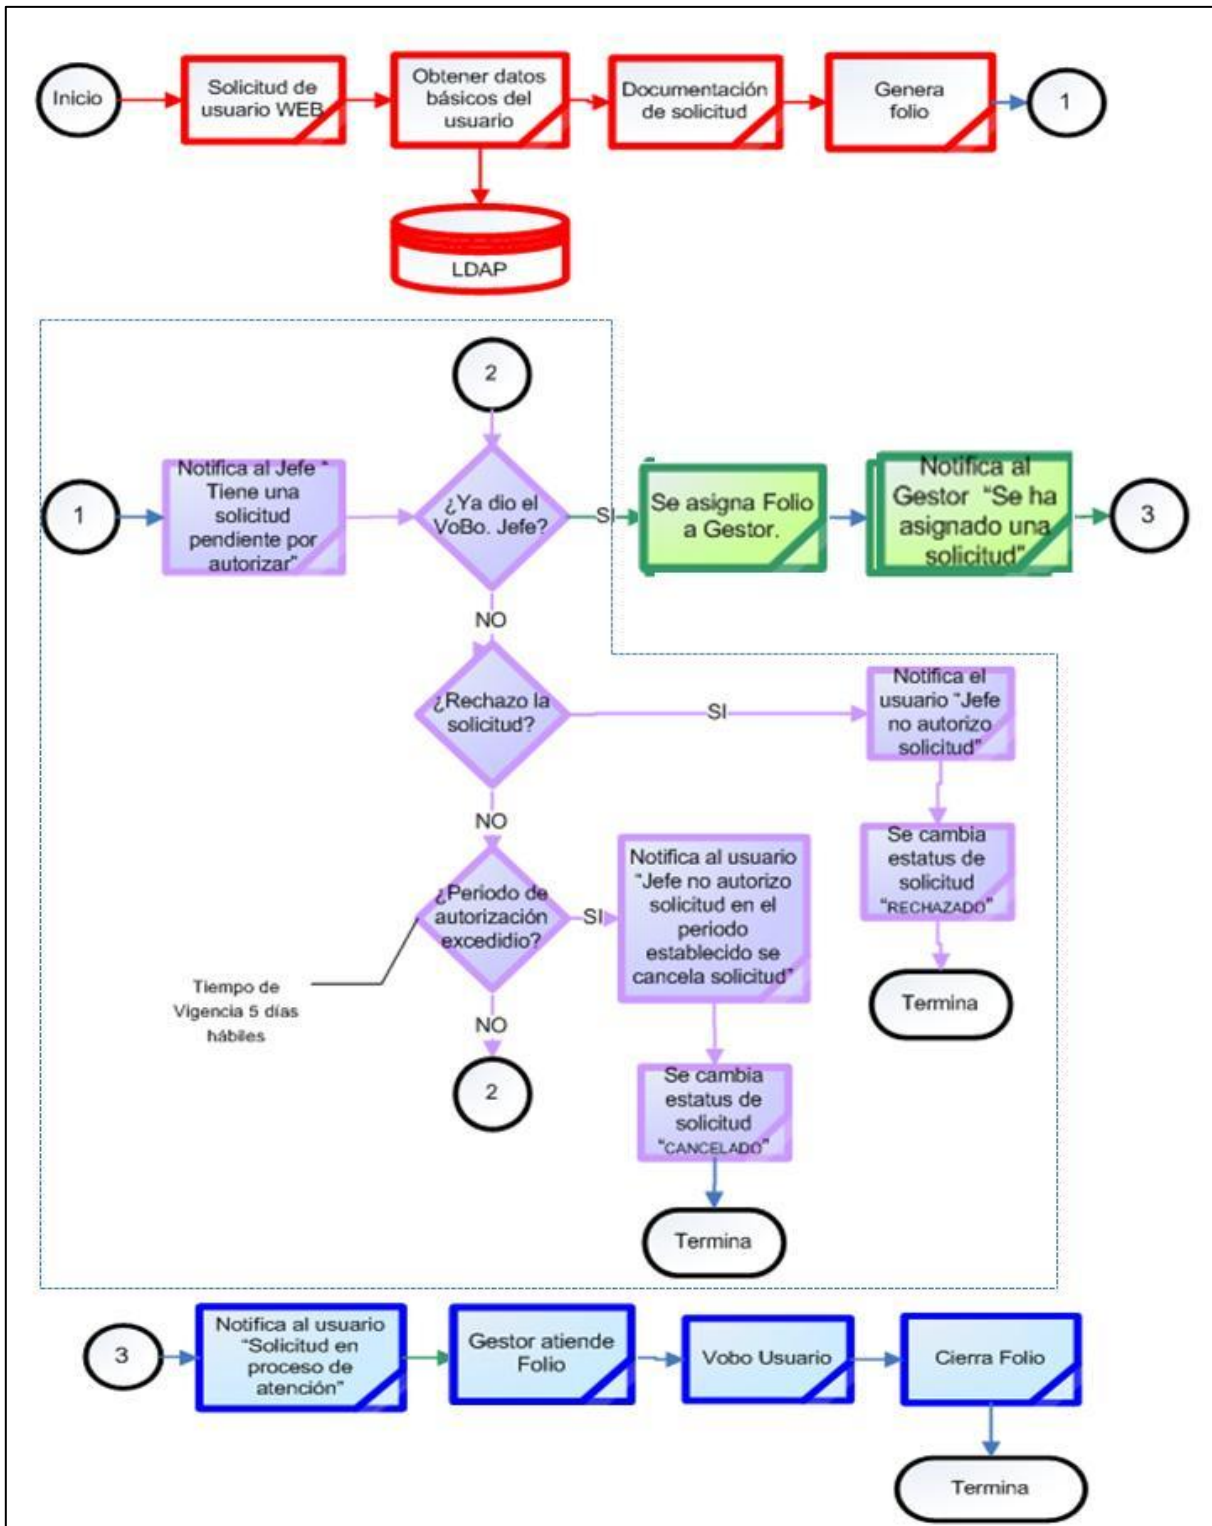 Inicio
Solicitud de
usuario WEB
Obtener datos
básicos del
usuario
Documentación
de solicitud
Genera
folio
1
LDAP
2
1
Notifica al Jefe "
Tiene una
solicitud
pendiente por
autorizar"
¿Ya dio el
VoBo. Jefe?
SI
Se asigna Folio
a Gestor.
Notifica al
Gestor "Se ha
asignado una
solicitud"
3
NO
¿Rechazo la
solicitud?
SI
Notifica el
usuario "Jefe
no autorizo
solicitud"
Se cambia
estatus de
solicitud
"RECHAZADO"
Termina
NO
¿Periodo de
autorización
excedidio?
SI
Notifica al usuario
"Jefe no autorizo
solicitud en el
periodo
establecido se
cancela solicitud"
Tiempo de
Vigencia 5 días
hábiles
NO
2
Se cambia
estatus de
solicitud
"CANCELADO"
Termina
3
Notifica al usuario
"Solicitud en
proceso de
atención"
Gestor atiende
Folio
Vobo Usuario
Cierra Folio
Termina